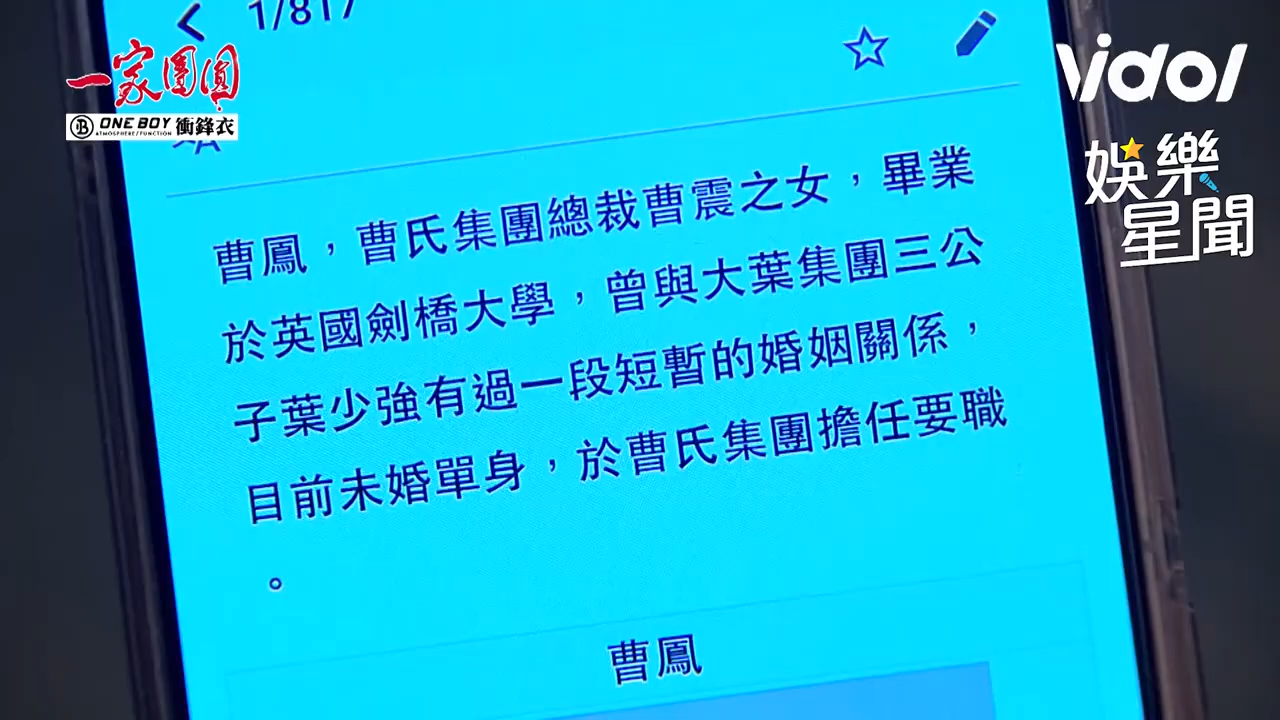 1/817
一家團圓
ONE BOY 衝鋒衣
ATMOSPHERE/FUNCTION
vidol
娛樂
星聞
曹鳳，曹氏集團總裁曹震之女，畢業
於英國劍橋大學，曾與大葉集團三公
子葉少強有過一段短暫的婚姻關係，
目前未婚單身，於曹氏集團擔任要職
。
曹鳳